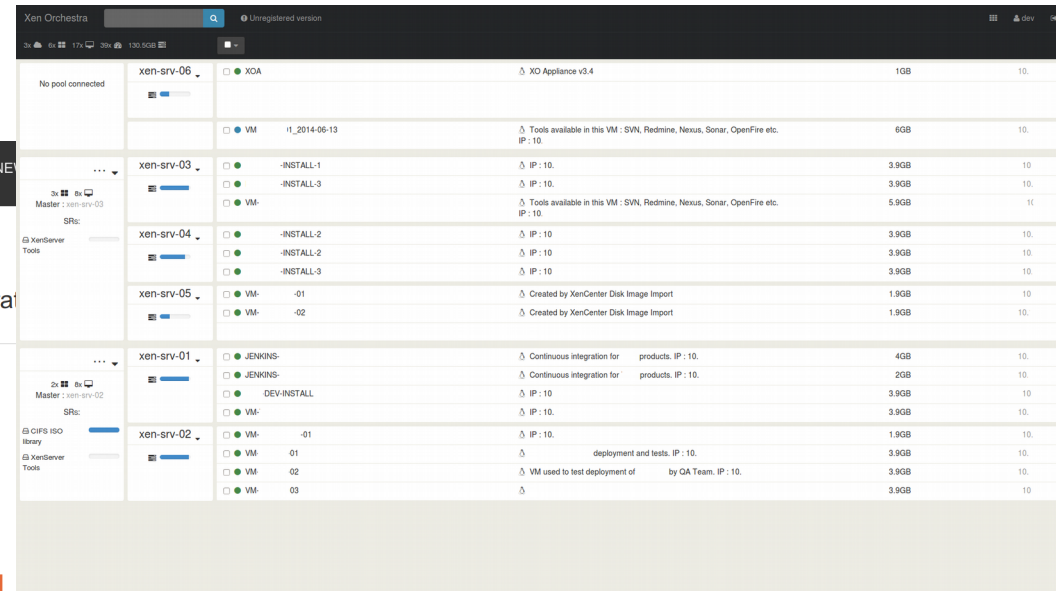 Xen Orchestra
Unregistered version
dev
3x 6x 17x 39x 130.5GB
No pool connected
xen-srv-06
XOA XO Appliance v3.4 1GB 10.
VM 1_2014-06-13 Tools available in this VM : SVN, Redmine, Nexus, Sonar, OpenFire etc. 6GB 10.
IP : 10.
...
3x 8x
Master : xen-srv-03
SRs:
XenServer
Tools
xen-srv-03
-INSTALL-1 IP : 10. 3.9GB 10
-INSTALL-3 IP : 10. 3.9GB 10.
VM- Tools available in this VM : SVN, Redmine, Nexus, Sonar, OpenFire etc. 5.9GB
IP : 10.
xen-srv-04
-INSTALL-2 IP : 10 3.9GB 10.
-INSTALL-2 IP : 10 3.9GB 10.
-INSTALL-3 IP : 10 3.9GB 10.
xen-srv-05
VM- -01 Created by XenCenter Disk Image Import 1.9GB 10
VM- -02 Created by XenCenter Disk Image Import 1.9GB 10.
...
2x 8x
Master : xen-srv-02
SRs:
CIFS ISO
library
XenServer
Tools
xen-srv-01
JENKINS- Continuous integration for products. IP : 10. 4GB 10.
JENKINS- Continuous integration for products. IP : 10. 2GB 10.
-DEV-INSTALL IP : 10 3.9GB 10
VM- IP : 10. 3.9GB 10.
xen-srv-02
VM- -01 IP : 10. 1.9GB 10.
VM- 01 deployment and tests. IP : 10. 3.9GB 10.
VM- 02 VM used to test deployment of by QA Team. IP : 10. 3.9GB 10.
VM- 03 3.9GB 10